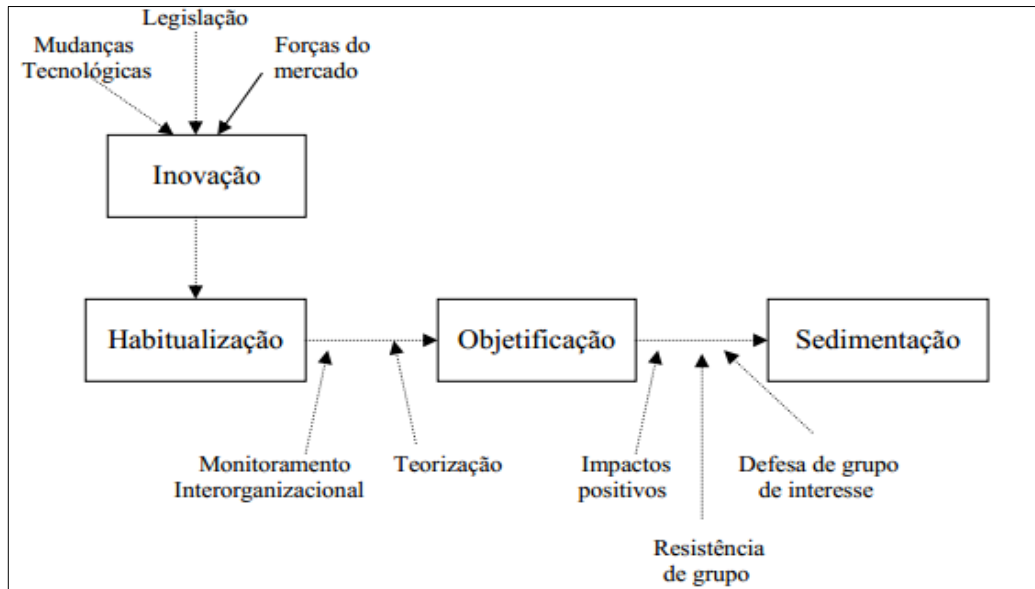 Legislação
Mudanças
Tecnológicas
Forças do
mercado
Inovação
Habitualização
Objetificação
Sedimentação
Monitoramento
Interorganizacional
Teorização
Impactos
positivos
Defesa de grupo
de interesse
Resistência
de grupo